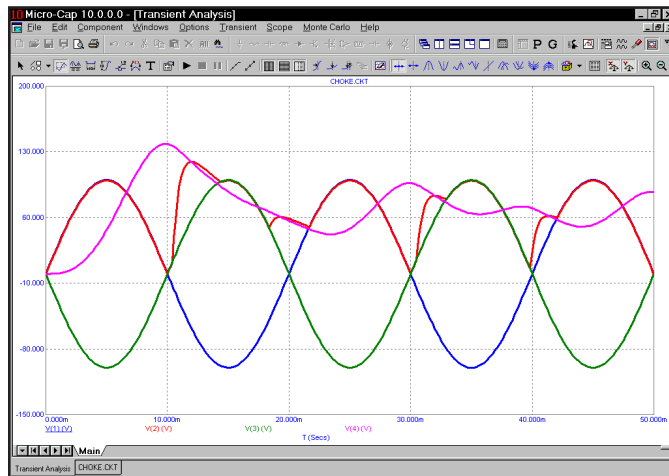 10 Micro-Cap 10.0.0.0 - [Transient Analysis]
File Edit Component Windows Options Transient Scope Monte Carlo Help
T P G
CHOKE.CKT
200.000
130.000
60.000
-10.000
-80.000
-150.000
0.000m 10.000m 20.000m 30.000m 40.000m 50.000m
V(1) (V) V(2) (V) V(3) (V) V(4) (V)
T (Secs)
Main
Transient Analysis CHOKE.CKT